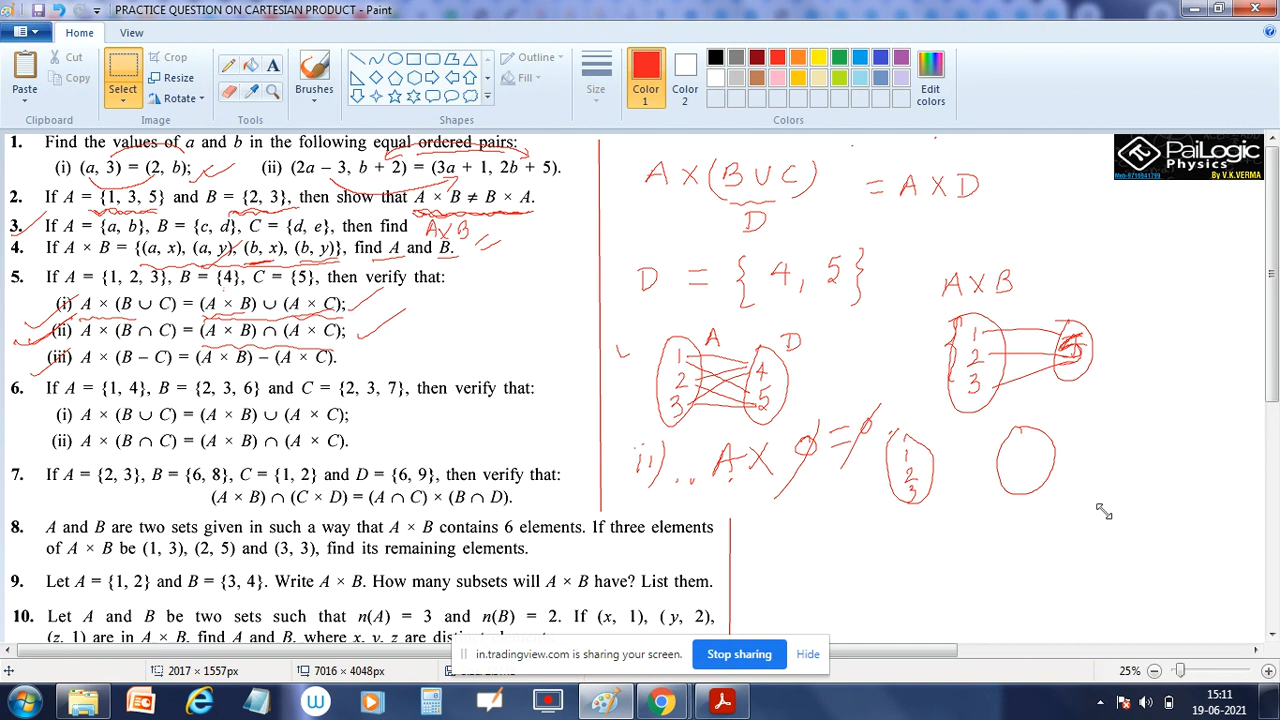 PRACTICE QUESTION ON CARTESIAN PRODUCT - Paint
Home View
Paste
Cut
Copy
Clipboard
Select
Crop
Resize
Rotate
Image
Tools
Brushes
Shapes
Outline
Fill
Size
Color 1
Color 2
Edit colors
Colors
1. Find the values of a and b in the following equal ordered pairs:
(i) (a, 3) = (2, b); (ii) (2a – 3, b + 2) = (3a + 1, 2b + 5).
2. If A = {1, 3, 5} and B = {2, 3}, then show that A × B ≠ B × A.
3. If A = {a, b}, B = {c, d}, C = {d, e}, then find A×B
4. If A × B = {(a, x), (a, y), (b, x), (b, y)}, find A and B.
5. If A = {1, 2, 3}, B = {4}, C = {5}, then verify that:
(i) A × (B ∪ C) = (A × B) ∪ (A × C);
(ii) A × (B ∩ C) = (A × B) ∩ (A × C);
(iii) A × (B – C) = (A × B) – (A × C).
6. If A = {1, 4}, B = {2, 3, 6} and C = {2, 3, 7}, then verify that:
(i) A × (B ∪ C) = (A × B) ∪ (A × C);
(ii) A × (B ∩ C) = (A × B) ∩ (A × C).
7. If A = {2, 3}, B = {6, 8}, C = {1, 2} and D = {6, 9}, then verify that:
(A × B) ∩ (C × D) = (A ∩ C) × (B ∩ D).
8. A and B are two sets given in such a way that A × B contains 6 elements. If three elements
of A × B be (1, 3), (2, 5) and (3, 3), find its remaining elements.
9. Let A = {1, 2} and B = {3, 4}. Write A × B. How many subsets will A × B have? List them.
10. Let A and B be two sets such that n(A) = 3 and n(B) = 2. If (x, 1), (y, 2),
(z, 1) are in A × B, find A and B, where x, y, z are distinct elements.
A × (B ∪ C) = A × D
D
D = {4, 5}
A × B
A D
1 4
2 5
3
1 5
2
3
ii) A × φ = φ
1
2
3
PaiLogic
Physics
Mob:-9719941799 By V.K.VERMA
in.tradingview.com is sharing your screen. Stop sharing Hide
2017 × 1557px
7016 × 4048px
25%
15:11
19-06-2021